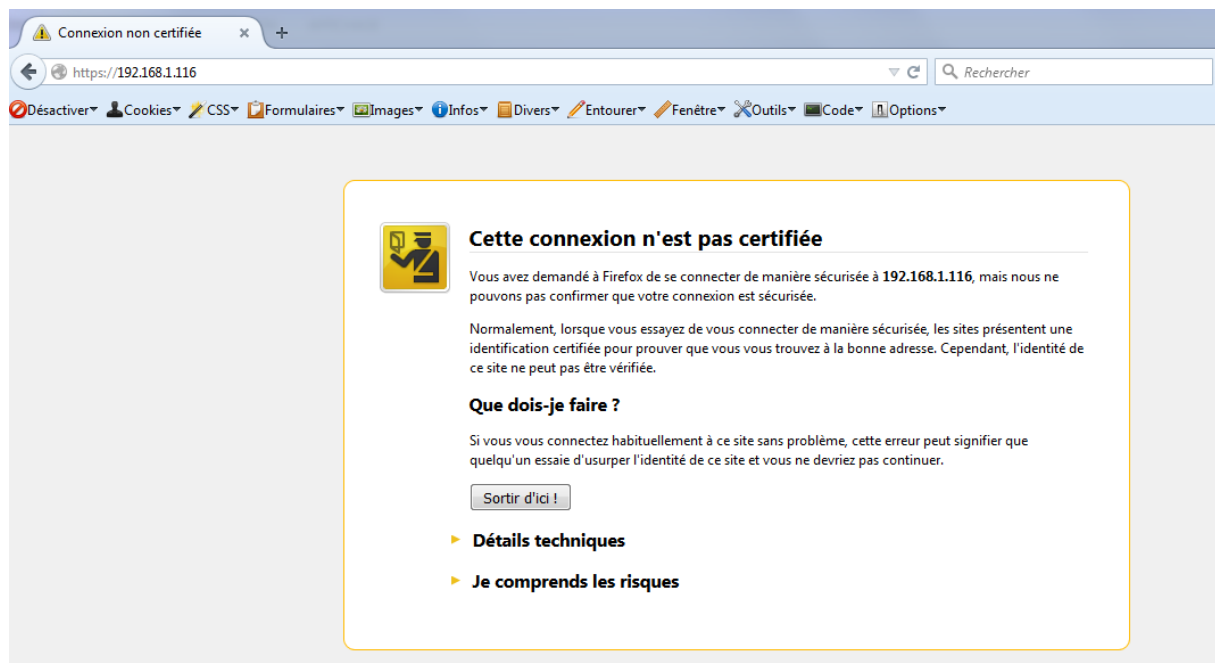 Connexion non certifiée
https://192.168.1.116
Rechercher
Désactiver Cookies CSS Formulaires Images Infos Divers Entourer Fenêtre Outils Code Options
Cette connexion n'est pas certifiée
Vous avez demandé à Firefox de se connecter de manière sécurisée à 192.168.1.116, mais nous ne
pouvons pas confirmer que votre connexion est sécurisée.
Normalement, lorsque vous essayez de vous connecter de manière sécurisée, les sites présentent une
identification certifiée pour prouver que vous vous trouvez à la bonne adresse. Cependant, l'identité de
ce site ne peut pas être vérifiée.
Que dois-je faire ?
Si vous vous connectez habituellement à ce site sans problème, cette erreur peut signifier que
quelqu'un essaie d'usurper l'identité de ce site et vous ne devriez pas continuer.
Sortir d'ici !
Détails techniques
Je comprends les risques